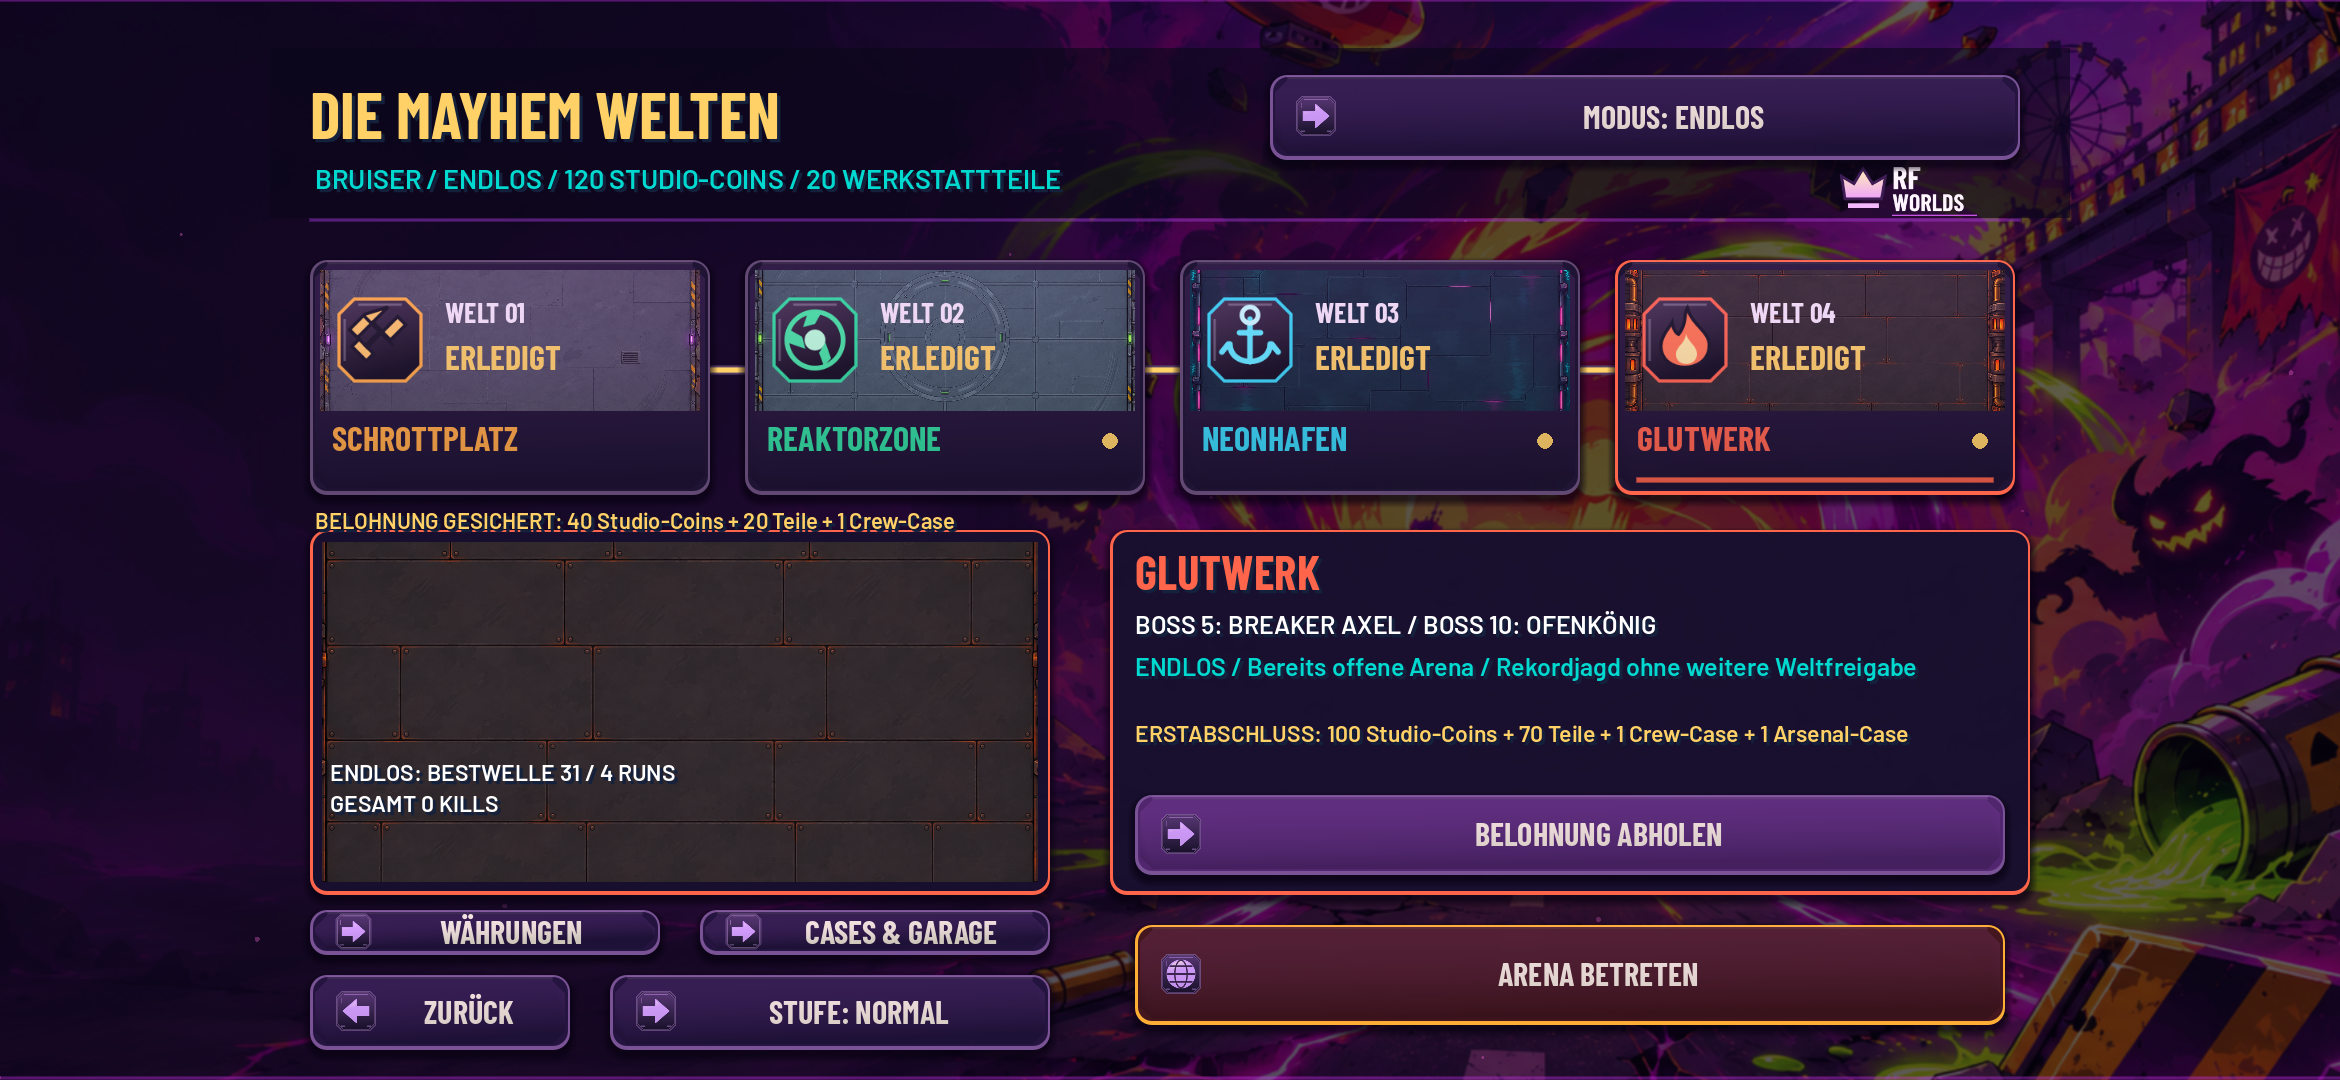 DIE MAYHEM WELTEN
MODUS: ENDLOS
BRUISER / ENDLOS / 120 STUDIO-COINS / 20 WERKSTATTTEILE
RF
WORLDS
WELT 01
ERLEDIGT
SCHROTTPLATZ
WELT 02
ERLEDIGT
REAKTORZONE
WELT 03
ERLEDIGT
NEONHAFEN
WELT 04
ERLEDIGT
GLUTWERK
BELOHNUNG GESICHERT: 40 Studio-Coins + 20 Teile + 1 Crew-Case
ENDLOS: BESTWELLE 31 / 4 RUNS
GESAMT 0 KILLS
GLUTWERK
BOSS 5: BREAKER AXEL / BOSS 10: OFENKÖNIG
ENDLOS / Bereits offene Arena / Rekordjagd ohne weitere Weltfreigabe
ERSTABSCHLUSS: 100 Studio-Coins + 70 Teile + 1 Crew-Case + 1 Arsenal-Case
BELOHNUNG ABHOLEN
WÄHRUNGEN
CASES & GARAGE
ZURÜCK
STUFE: NORMAL
ARENA BETRETEN